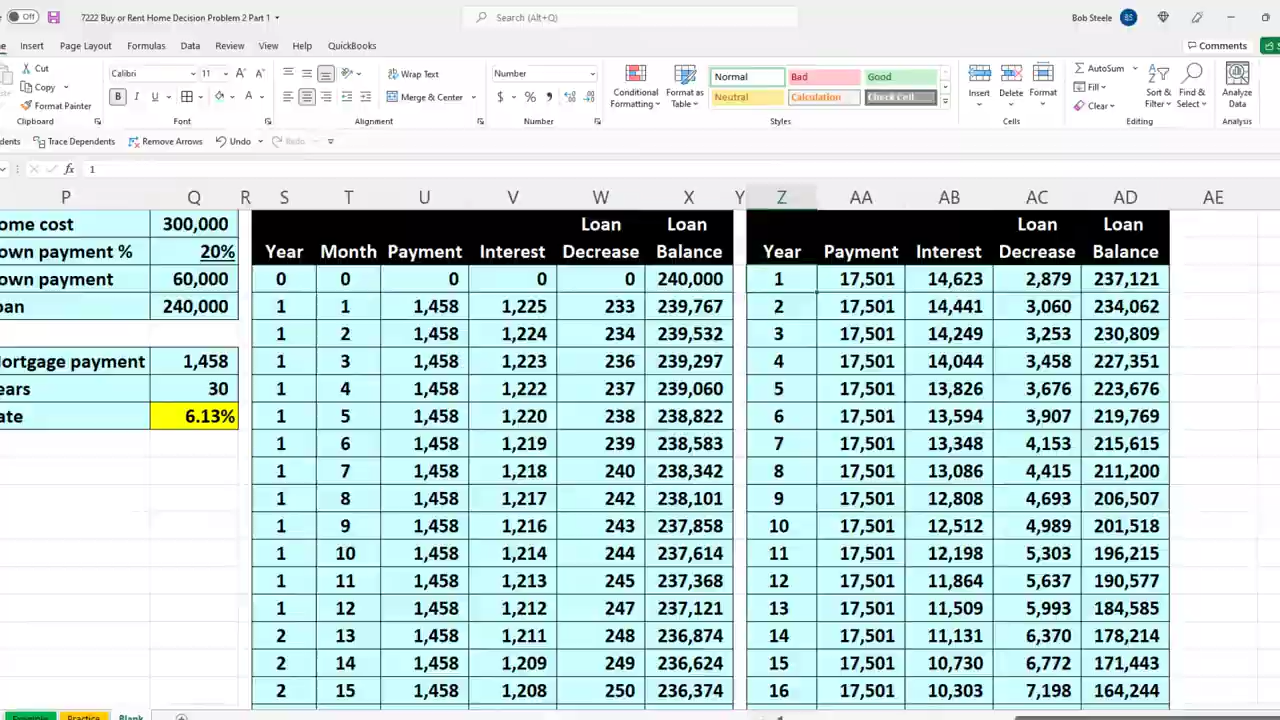 Off 7222 Buy or Rent Home Decision Problem 2 Part 1 Search (Alt+Q) Bob Steele BS
Insert Page Layout Formulas Data Review View Help QuickBooks Comments
Cut Calibri 11 Wrap Text Number Normal Bad Good AutoSum
Copy Conditional Formatting Format as Table Insert Delete Format Fill Sort & Filter Find & Select Analyze Data
Format Painter Merge & Center Neutral Calculation Check Cell Clear
Clipboard Font Alignment Number Styles Cells Editing Analysis
Trace Dependents Remove Arrows Undo Redo
fx 1
P Q R S T U V W X Y Z AA AB AC AD AE
ome cost 300,000 Loan Loan Loan Loan
own payment % 20% Year Month Payment Interest Decrease Balance Year Payment Interest Decrease Balance
own payment 60,000 0 0 0 0 0 240,000 1 17,501 14,623 2,879 237,121
oan 240,000 1 1 1,458 1,225 233 239,767 2 17,501 14,441 3,060 234,062
1 2 1,458 1,224 234 239,532 3 17,501 14,249 3,253 230,809
ortgage payment 1,458 1 3 1,458 1,223 236 239,297 4 17,501 14,044 3,458 227,351
ears 30 1 4 1,458 1,222 237 239,060 5 17,501 13,826 3,676 223,676
ate 6.13% 1 5 1,458 1,220 238 238,822 6 17,501 13,594 3,907 219,769
1 6 1,458 1,219 239 238,583 7 17,501 13,348 4,153 215,615
1 7 1,458 1,218 240 238,342 8 17,501 13,086 4,415 211,200
1 8 1,458 1,217 242 238,101 9 17,501 12,808 4,693 206,507
1 9 1,458 1,216 243 237,858 10 17,501 12,512 4,989 201,518
1 10 1,458 1,214 244 237,614 11 17,501 12,198 5,303 196,215
1 11 1,458 1,213 245 237,368 12 17,501 11,864 5,637 190,577
1 12 1,458 1,212 247 237,121 13 17,501 11,509 5,993 184,585
2 13 1,458 1,211 248 236,874 14 17,501 11,131 6,370 178,214
2 14 1,458 1,209 249 236,624 15 17,501 10,730 6,772 171,443
2 15 1,458 1,208 250 236,374 16 17,501 10,303 7,198 164,244
Example Practice Blank